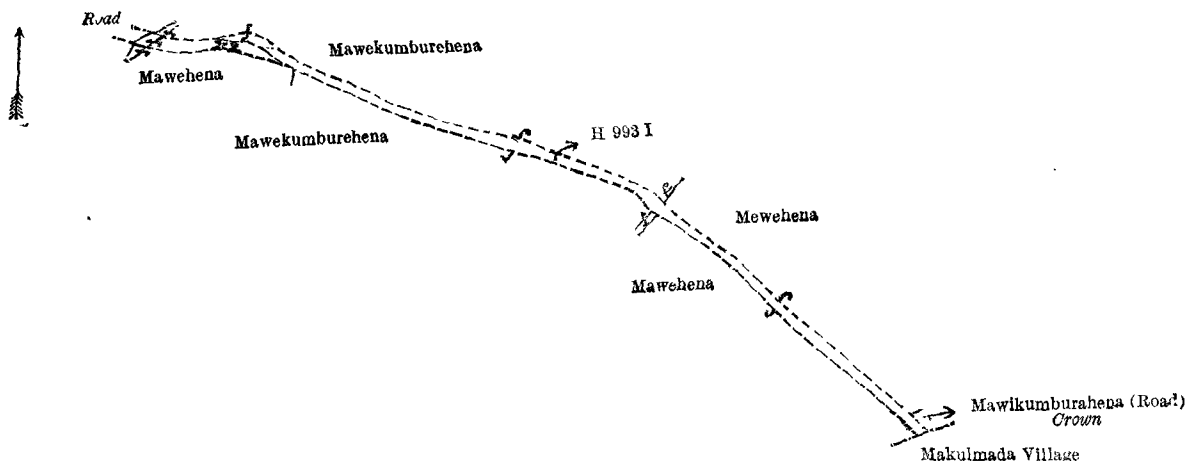 Road
Mawekumburehena
Mawehena
Mawekumburehena
H 993 I
Mewehena
Mawehena
Mawikumburahena (Road)
Crown
Makulmada Village